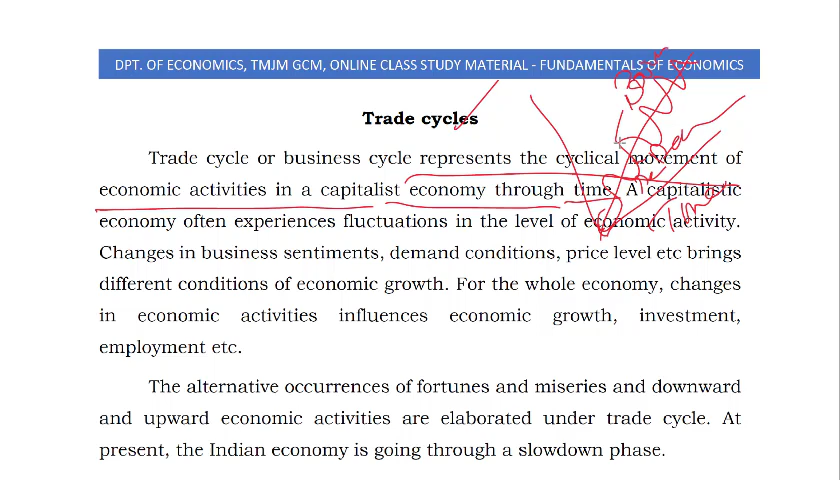 DPT. OF ECONOMICS, TMJM GCM, ONLINE CLASS STUDY MATERIAL - FUNDAMENTALS OF ECONOMICS
Trade cycles
Trade cycle or business cycle represents the cyclical movement of
economic activities in a capitalist economy through time. A capitalistic
economy often experiences fluctuations in the level of economic activity.
Changes in business sentiments, demand conditions, price level etc brings
different conditions of economic growth. For the whole economy, changes
in economic activities influences economic growth, investment,
employment etc.
The alternative occurrences of fortunes and miseries and downward
and upward economic activities are elaborated under trade cycle. At
present, the Indian economy is going through a slowdown phase.